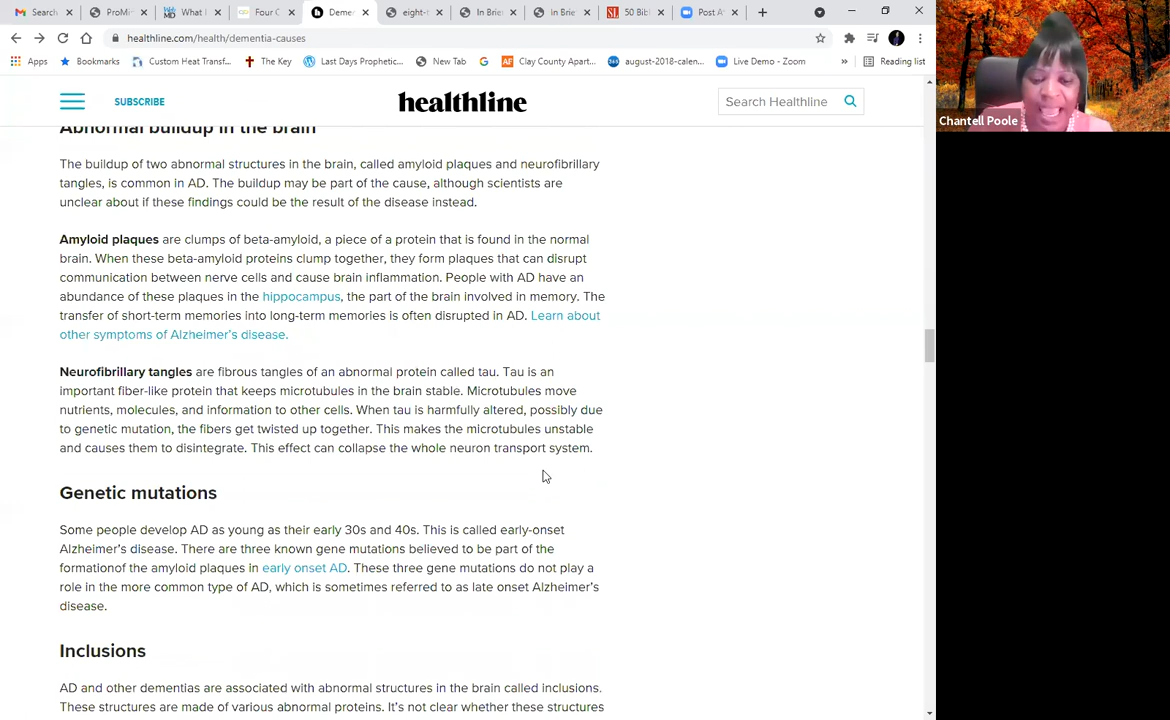 Search
ProMi
What I
Four C
Deme
eight-t
In Brief
In Brie
50 Bibl
Post A
healthline.com/health/dementia-causes
Apps
Bookmarks
Custom Heat Transf...
The Key
Last Days Prophetic...
New Tab
Clay County Apart...
august-2018-calen...
Live Demo - Zoom
»
Reading list
SUBSCRIBE
healthline
Search Healthline
Chantell Poole
Abnormal buildup in the brain
The buildup of two abnormal structures in the brain, called amyloid plaques and neurofibrillary
tangles, is common in AD. The buildup may be part of the cause, although scientists are
unclear about if these findings could be the result of the disease instead.
Amyloid plaques are clumps of beta-amyloid, a piece of a protein that is found in the normal
brain. When these beta-amyloid proteins clump together, they form plaques that can disrupt
communication between nerve cells and cause brain inflammation. People with AD have an
abundance of these plaques in the hippocampus, the part of the brain involved in memory. The
transfer of short-term memories into long-term memories is often disrupted in AD. Learn about
other symptoms of Alzheimer's disease.
Neurofibrillary tangles are fibrous tangles of an abnormal protein called tau. Tau is an
important fiber-like protein that keeps microtubules in the brain stable. Microtubules move
nutrients, molecules, and information to other cells. When tau is harmfully altered, possibly due
to genetic mutation, the fibers get twisted up together. This makes the microtubules unstable
and causes them to disintegrate. This effect can collapse the whole neuron transport system.
Genetic mutations
Some people develop AD as young as their early 30s and 40s. This is called early-onset
Alzheimer's disease. There are three known gene mutations believed to be part of the
formationof the amyloid plaques in early onset AD. These three gene mutations do not play a
role in the more common type of AD, which is sometimes referred to as late onset Alzheimer's
disease.
Inclusions
AD and other dementias are associated with abnormal structures in the brain called inclusions.
These structures are made of various abnormal proteins. It's not clear whether these structures